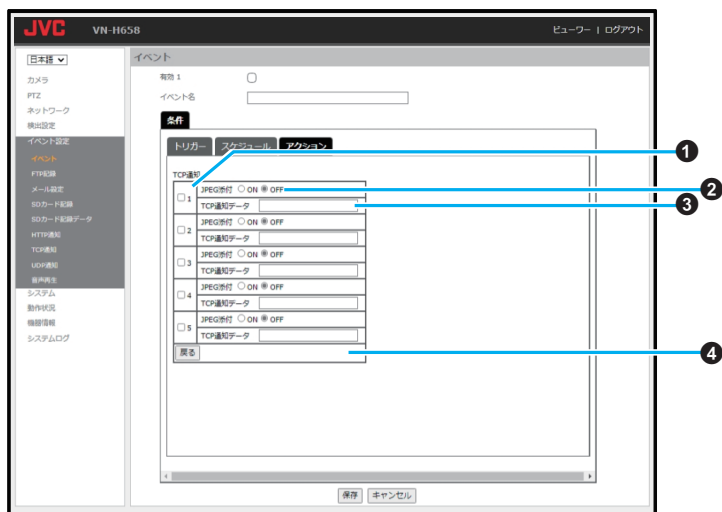 JVC VN-H658 ビューワー | ログアウト
日本語
カメラ
PTZ
ネットワーク
検出設定
イベント設定
イベント
FTP記録
メール設定
SDカード記録
SDカード記録データ
HTTP通知
TCP通知
UDP通知
音声再生
システム
動作状況
機器情報
システムログ
イベント
有効 1
イベント名
条件
トリガー スケジュール アクション
TCP通知
1 JPEG添付 ON OFF
TCP通知データ
2 JPEG添付 ON OFF
TCP通知データ
3 JPEG添付 ON OFF
TCP通知データ
4 JPEG添付 ON OFF
TCP通知データ
5 JPEG添付 ON OFF
TCP通知データ
戻る
保存 キャンセル
1
2
3
4